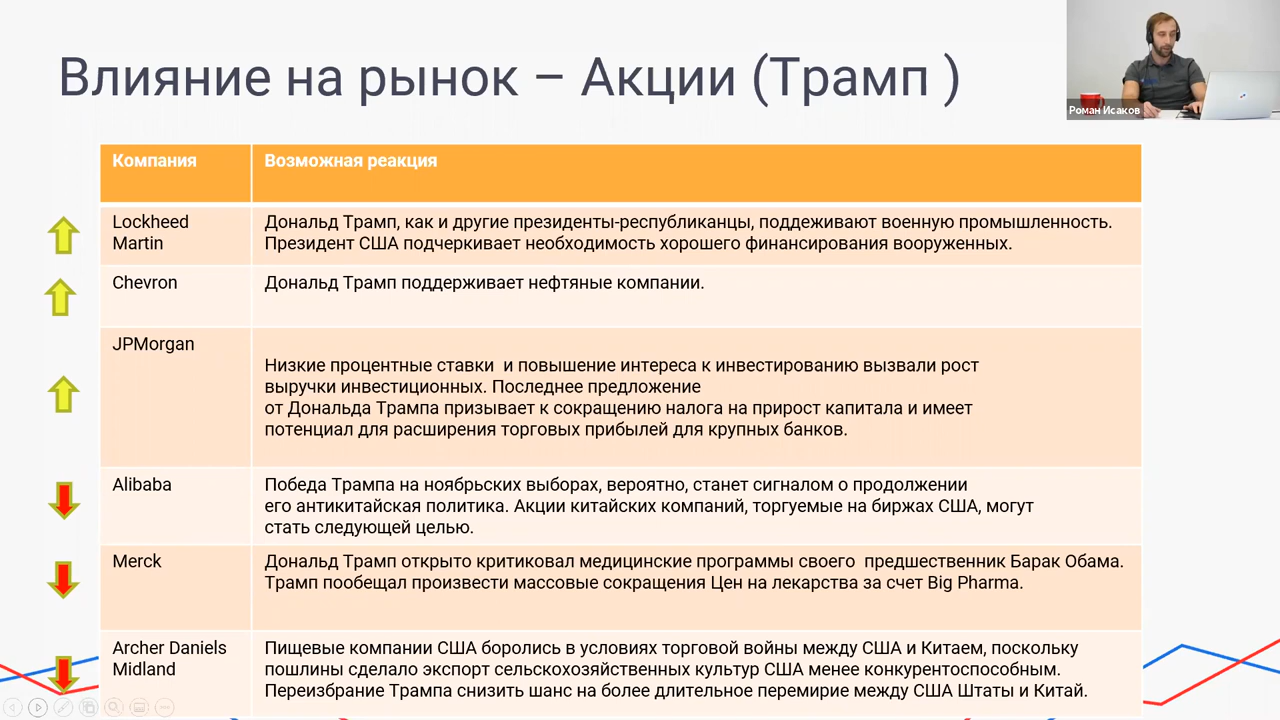 Влияние на рынок – Акции (Трамп )
Роман Исаков
Компания
Возможная реакция
Lockheed
Martin
Дональд Трамп, как и другие президенты-республиканцы, поддеживают военную промышленность.
Президент США подчеркивает необходимость хорошего финансирования вооруженных.
Chevron
Дональд Трамп поддерживает нефтяные компании.
JPMorgan
Низкие процентные ставки  и повышение интереса к инвестированию вызвали рост
выручки инвестиционных. Последнее предложение
от Дональда Трампа призывает к сокращению налога на прирост капитала и имеет
потенциал для расширения торговых прибылей для крупных банков.
Alibaba
Победа Трампа на ноябрьских выборах, вероятно, станет сигналом о продолжении
его антикитайская политика. Акции китайских компаний, торгуемые на биржах США, могут
стать следующей целью.
Merck
Дональд Трамп открыто критиковал медицинские программы своего  предшественник Барак Обама.
Трамп пообещал произвести массовые сокращения Цен на лекарства за счет Big Pharma.
Archer Daniels
Midland
Пищевые компании США боролись в условиях торговой войны между США и Китаем, поскольку
пошлины сделало экспорт сельскохозяйственных культур США менее конкурентоспособным.
Переизбрание Трампа снизить шанс на более длительное перемирие между США Штаты и Китай.